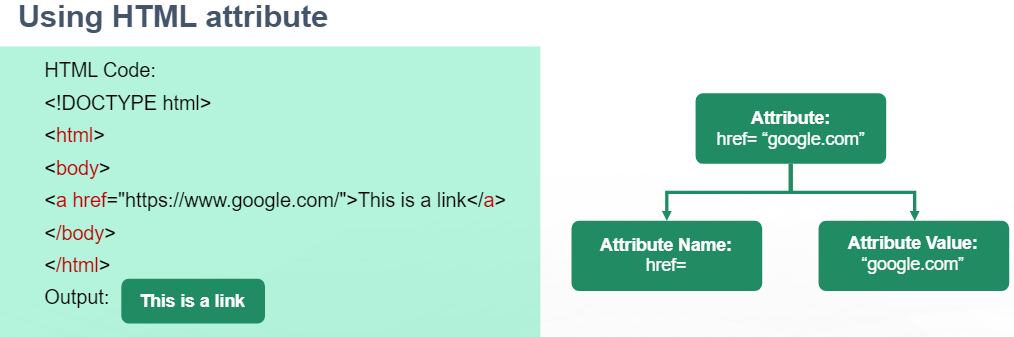 Using HTML attribute
HTML Code:
<!DOCTYPE html>
<html>
<body>
<a href="https://www.google.com/">This is a link</a>
</body>
</html>
Output:
This is a link
Attribute:
href= “google.com”
Attribute Name:
href=
Attribute Value:
“google.com”